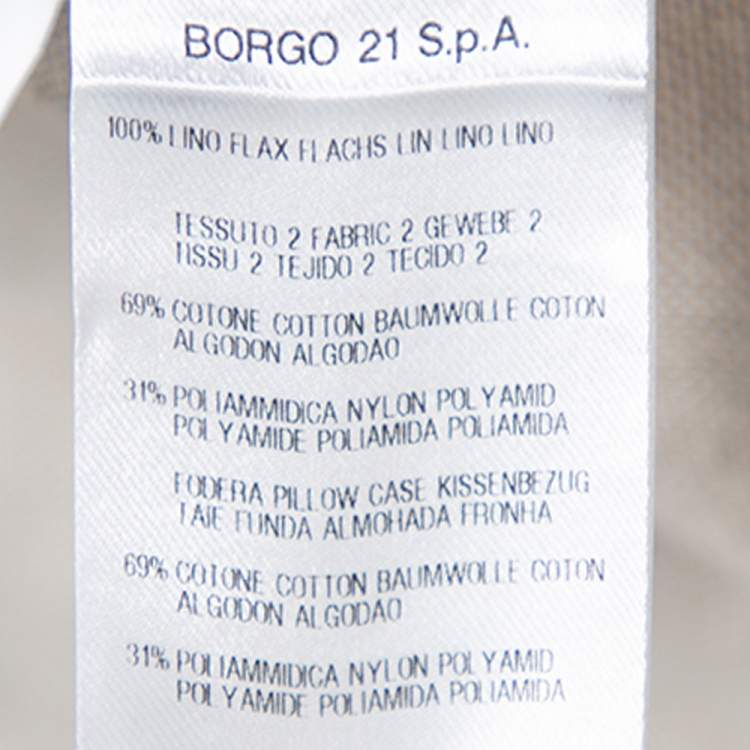 BORGO 21 S.p.A.
100% LINO FLAX FLACHS LIN LINO LINO
TESSUTO 2 FABRIC 2 GEWEBE 2
TISSU 2 TEJIDO 2 TECIDO 2
69% COTONE COTTON BAUMWOLLE COTON
ALGODON ALGODAO
31% POLIAMMIDICA NYLON POLYAMID
POLYAMIDE POLIAMIDA POLIAMIDA
FODERA PILLOW CASE KISSENBEZUG
TAIE FUNDA ALMOHADA FRONHA
69% COTONE COTTON BAUMWOLLE COTON
ALGODON ALGODAO
31% POLIAMMIDICA NYLON POLYAMID
POLYAMIDE POLIAMIDA POLIAMIDA